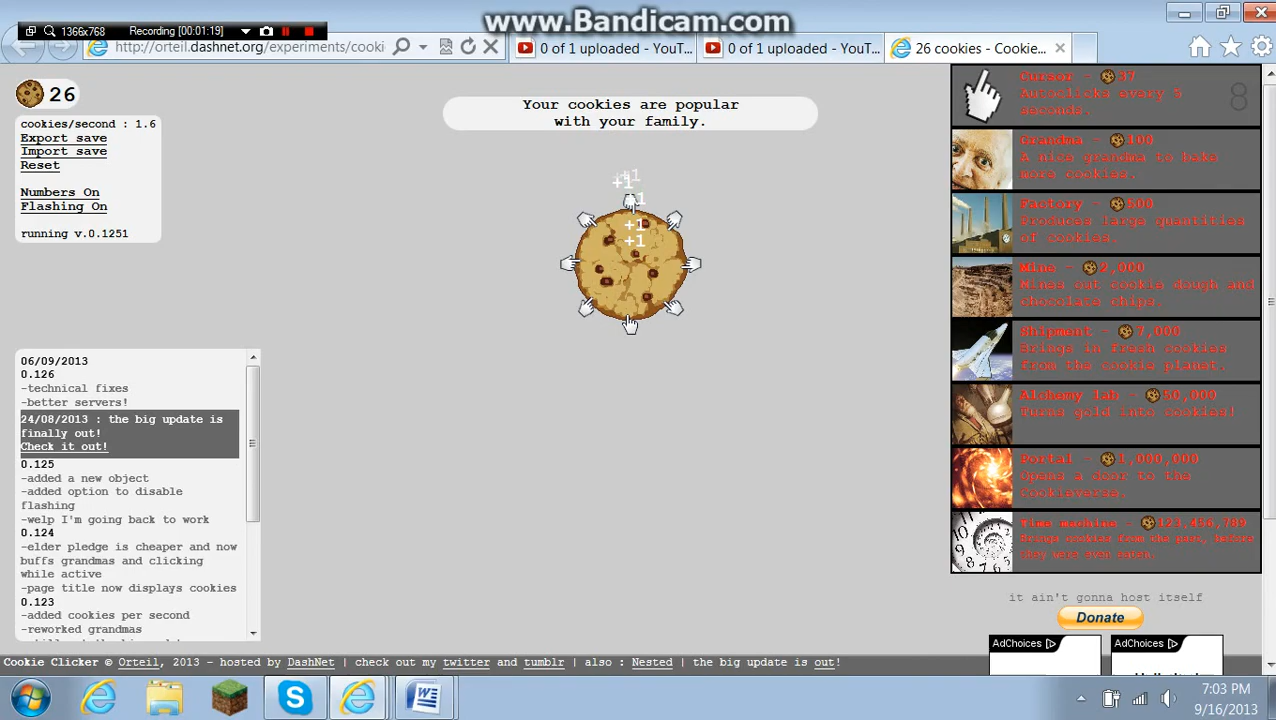 www.Bandicam.com
1366x768
Recording [00:01:19]
http://orteil.dashnet.org/experiments/cooki
0 of 1 uploaded - YouT...
0 of 1 uploaded - YouT...
26 cookies - Cookie...
26
cookies/second : 1.6
Export save
Import save
Reset
Numbers On
Flashing On
running v.0.1251
Your cookies are popular
with your family.
+1
+1
+1
+1
Cursor - 37
Autoclicks every 5
seconds.
8
Grandma - 100
A nice grandma to bake
more cookies.
Factory - 500
Produces large quantities
of cookies.
Mine - 2,000
Mines out cookie dough and
chocolate chips.
Shipment - 7,000
Brings in fresh cookies
from the cookie planet.
Alchemy lab - 50,000
Turns gold into cookies!
Portal - 1,000,000
Opens a door to the
Cookieverse.
Time machine - 123,456,789
Brings cookies from the past, before
they were even eaten.
06/09/2013
0.126
-technical fixes
-better servers!
24/08/2013 : the big update is
finally out!
Check it out!
0.125
-added a new object
-added option to disable
flashing
-welp I'm going back to work
0.124
-elder pledge is cheaper and now
buffs grandmas and clicking
while active
-page title now displays cookies
0.123
-added cookies per second
-reworked grandmas
it ain't gonna host itself
Donate
AdChoices
AdChoices
Cookie Clicker © Orteil, 2013 - hosted by DashNet | check out my twitter and tumblr | also : Nested | the big update is out!
7:03 PM
9/16/2013